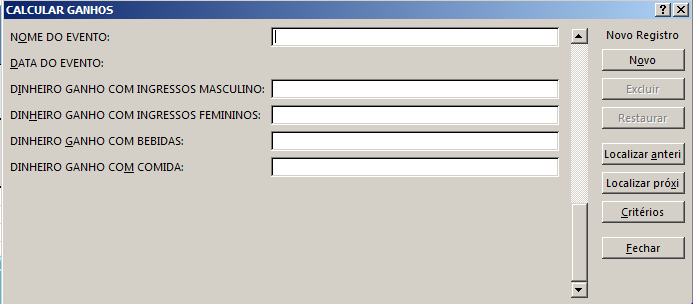 CALCULAR GANHOS
NOME DO EVENTO:
DATA DO EVENTO:
DINHEIRO GANHO COM INGRESSOS MASCULINO:
DINHEIRO GANHO COM INGRESSOS FEMININOS:
DINHEIRO GANHO COM BEBIDAS:
DINHEIRO GANHO COM COMIDA:
Novo Registro
Novo
Excluir
Restaurar
Localizar anteri
Localizar próxi
Critérios
Fechar